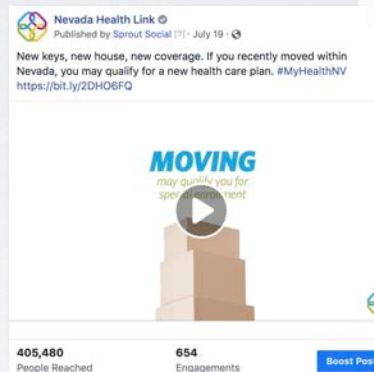 Nevada Health Link
Published by Sprout Social [?] · July 19 ·
New keys, new house, new coverage. If you recently moved within
Nevada, you may qualify for a new health care plan. #MyHealthNV
https://bit.ly/2DHO6FQ
MOVING
may qualify you for
special enrollment
405,480
People Reached
654
Engagements
Boost Post